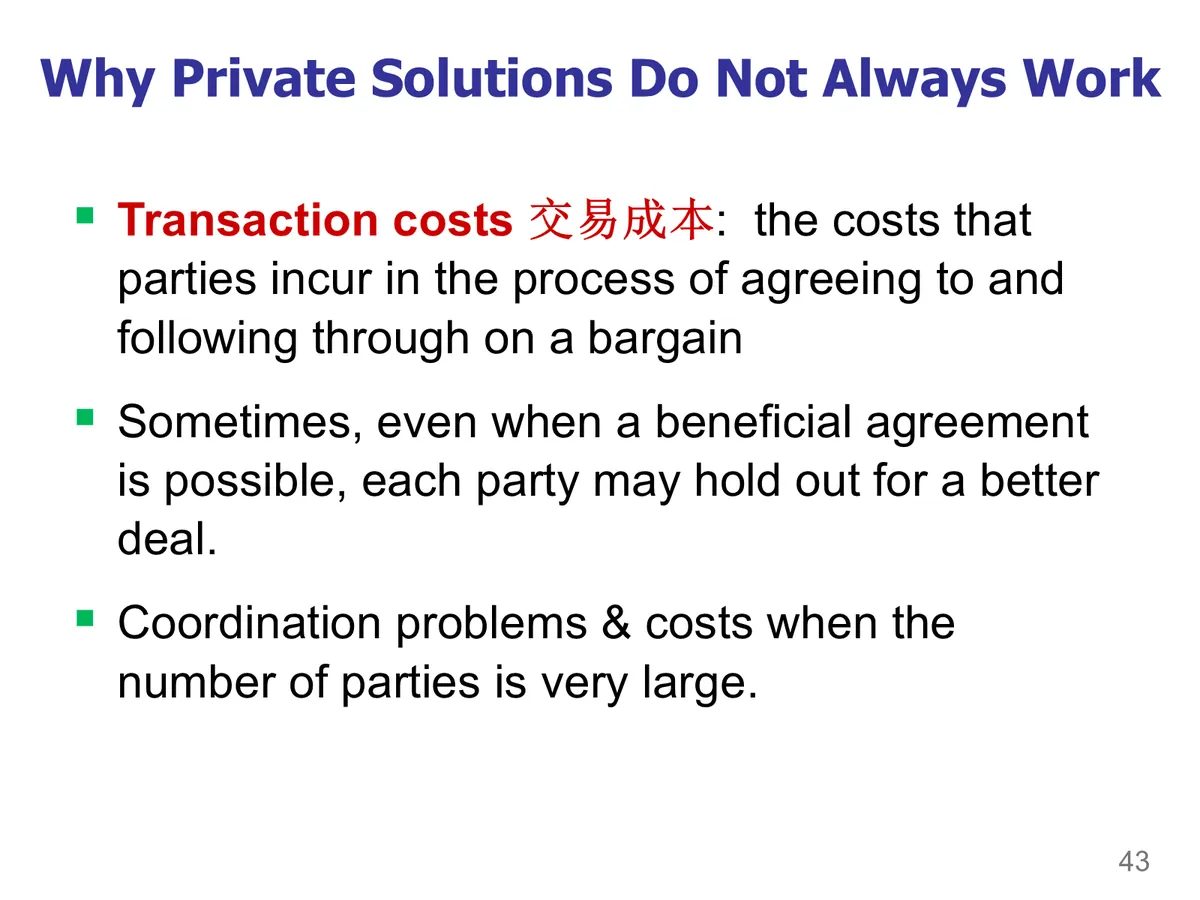 Why Private Solutions Do Not Always Work
Transaction costs 交易成本: the costs that
parties incur in the process of agreeing to and
following through on a bargain
Sometimes, even when a beneficial agreement
is possible, each party may hold out for a better
deal.
Coordination problems & costs when the
number of parties is very large.
43